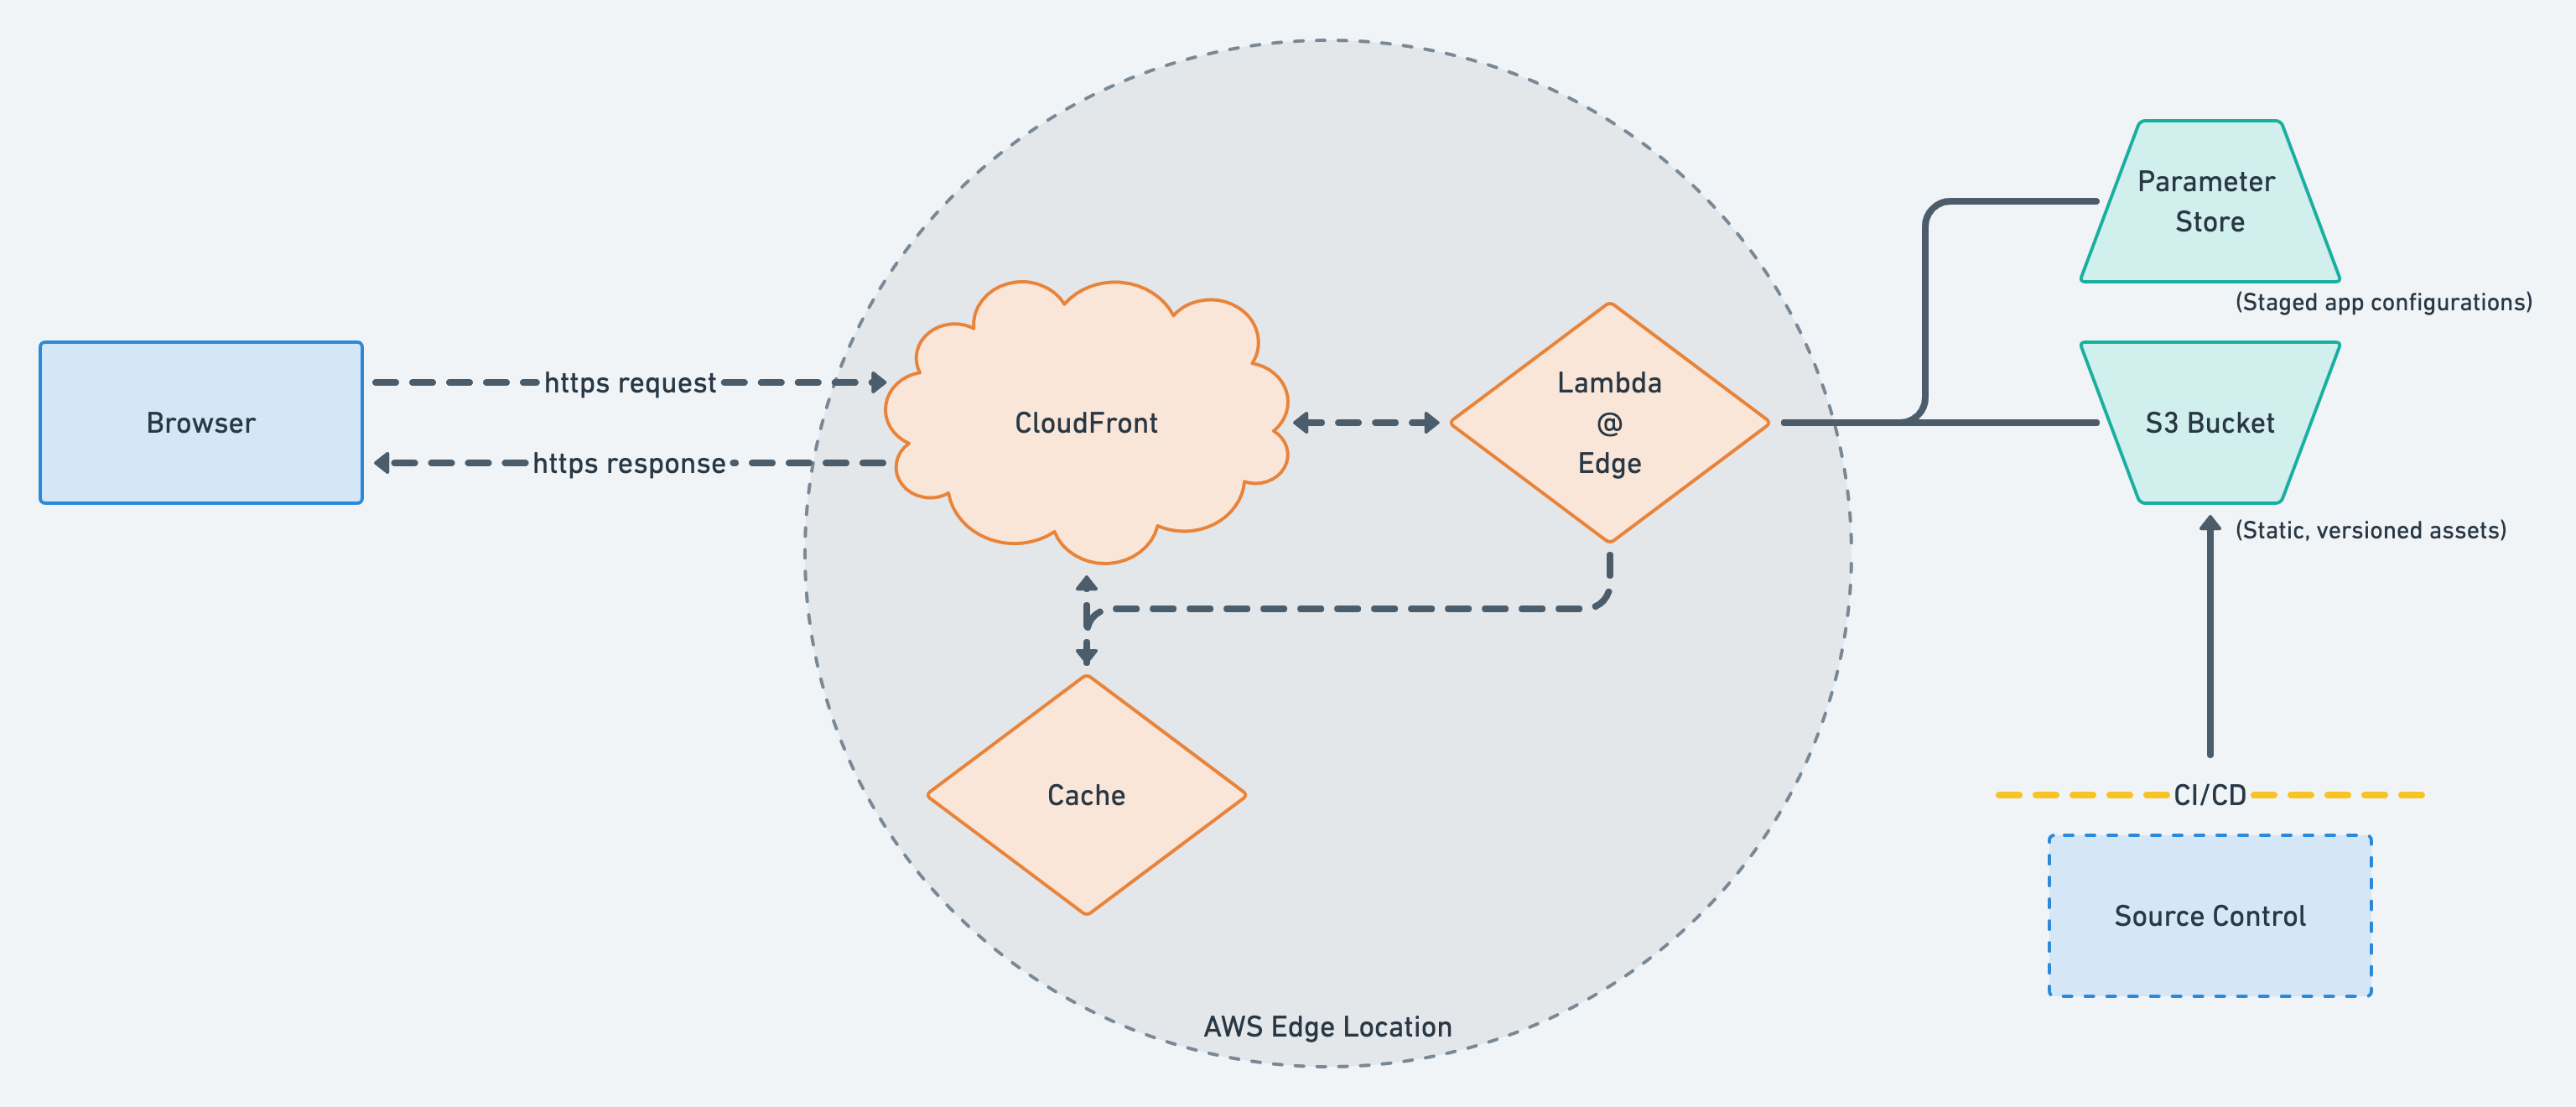 Browser
https request
https response
CloudFront
Lambda
@
Edge
Cache
AWS Edge Location
Parameter
Store
(Staged app configurations)
S3 Bucket
(Static, versioned assets)
CI/CD
Source Control